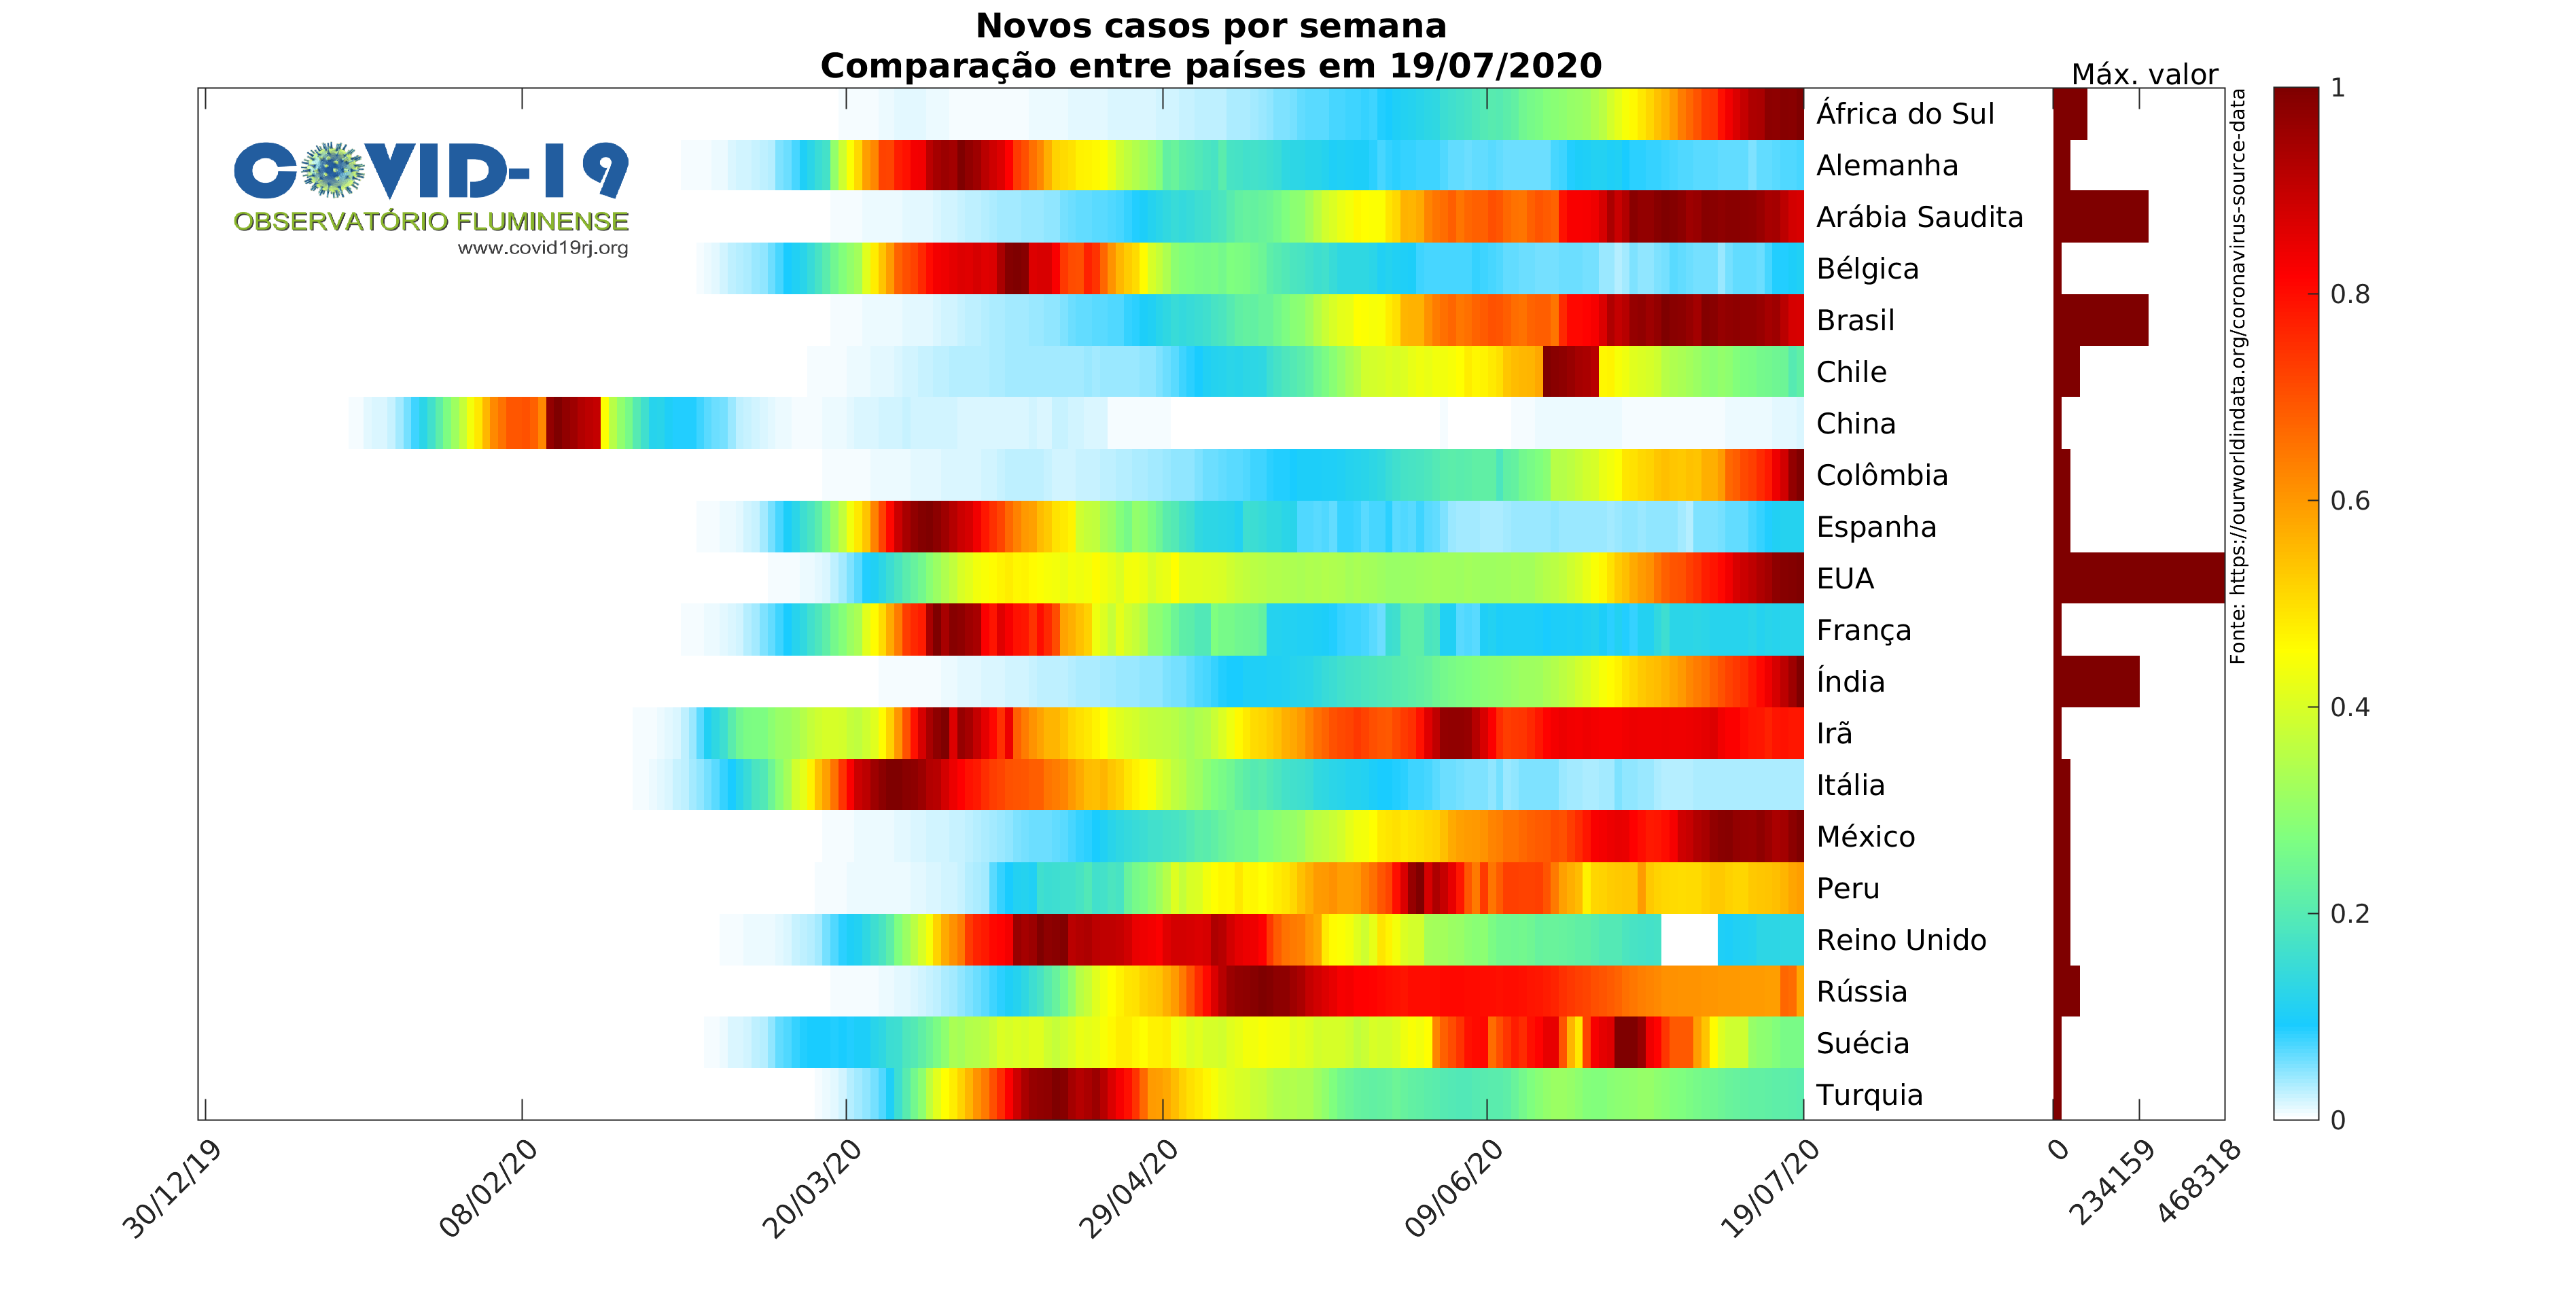 Novos casos por semana
Comparação entre países em 19/07/2020
COVID-19
OBSERVATÓRIO FLUMINENSE
www.covid19rj.org
África do Sul
Alemanha
Arábia Saudita
Bélgica
Brasil
Chile
China
Colômbia
Espanha
EUA
França
Índia
Irã
Itália
México
Peru
Reino Unido
Rússia
Suécia
Turquia
30/12/19
08/02/20
20/03/20
29/04/20
09/06/20
19/07/20
Máx. valor
0
234159
468318
Fonte: https://ourworldindata.org/coronavirus-source-data
1
0.8
0.6
0.4
0.2
0